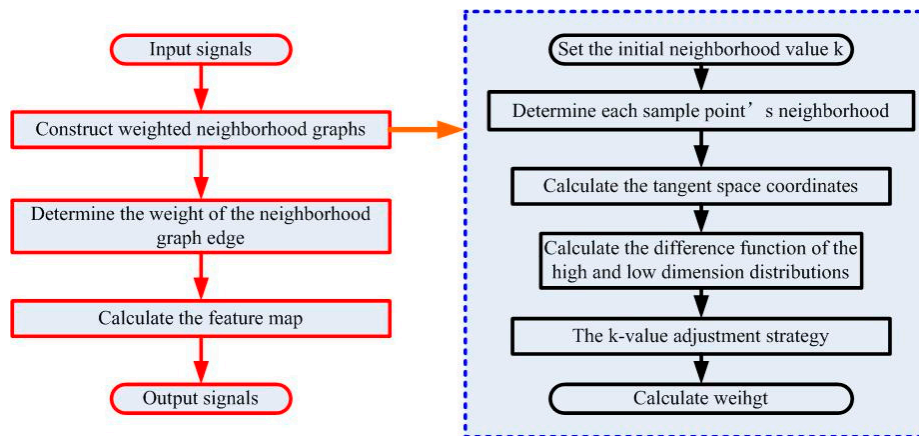 Input signals
Construct weighted neighborhood graphs
Determine the weight of the neighborhood
graph edge
Calculate the feature map
Output signals
Set the initial neighborhood value k
Determine each sample point’ s neighborhood
Calculate the tangent space coordinates
Calculate the difference function of the
high and low dimension distributions
The k-value adjustment strategy
Calculate weihgt